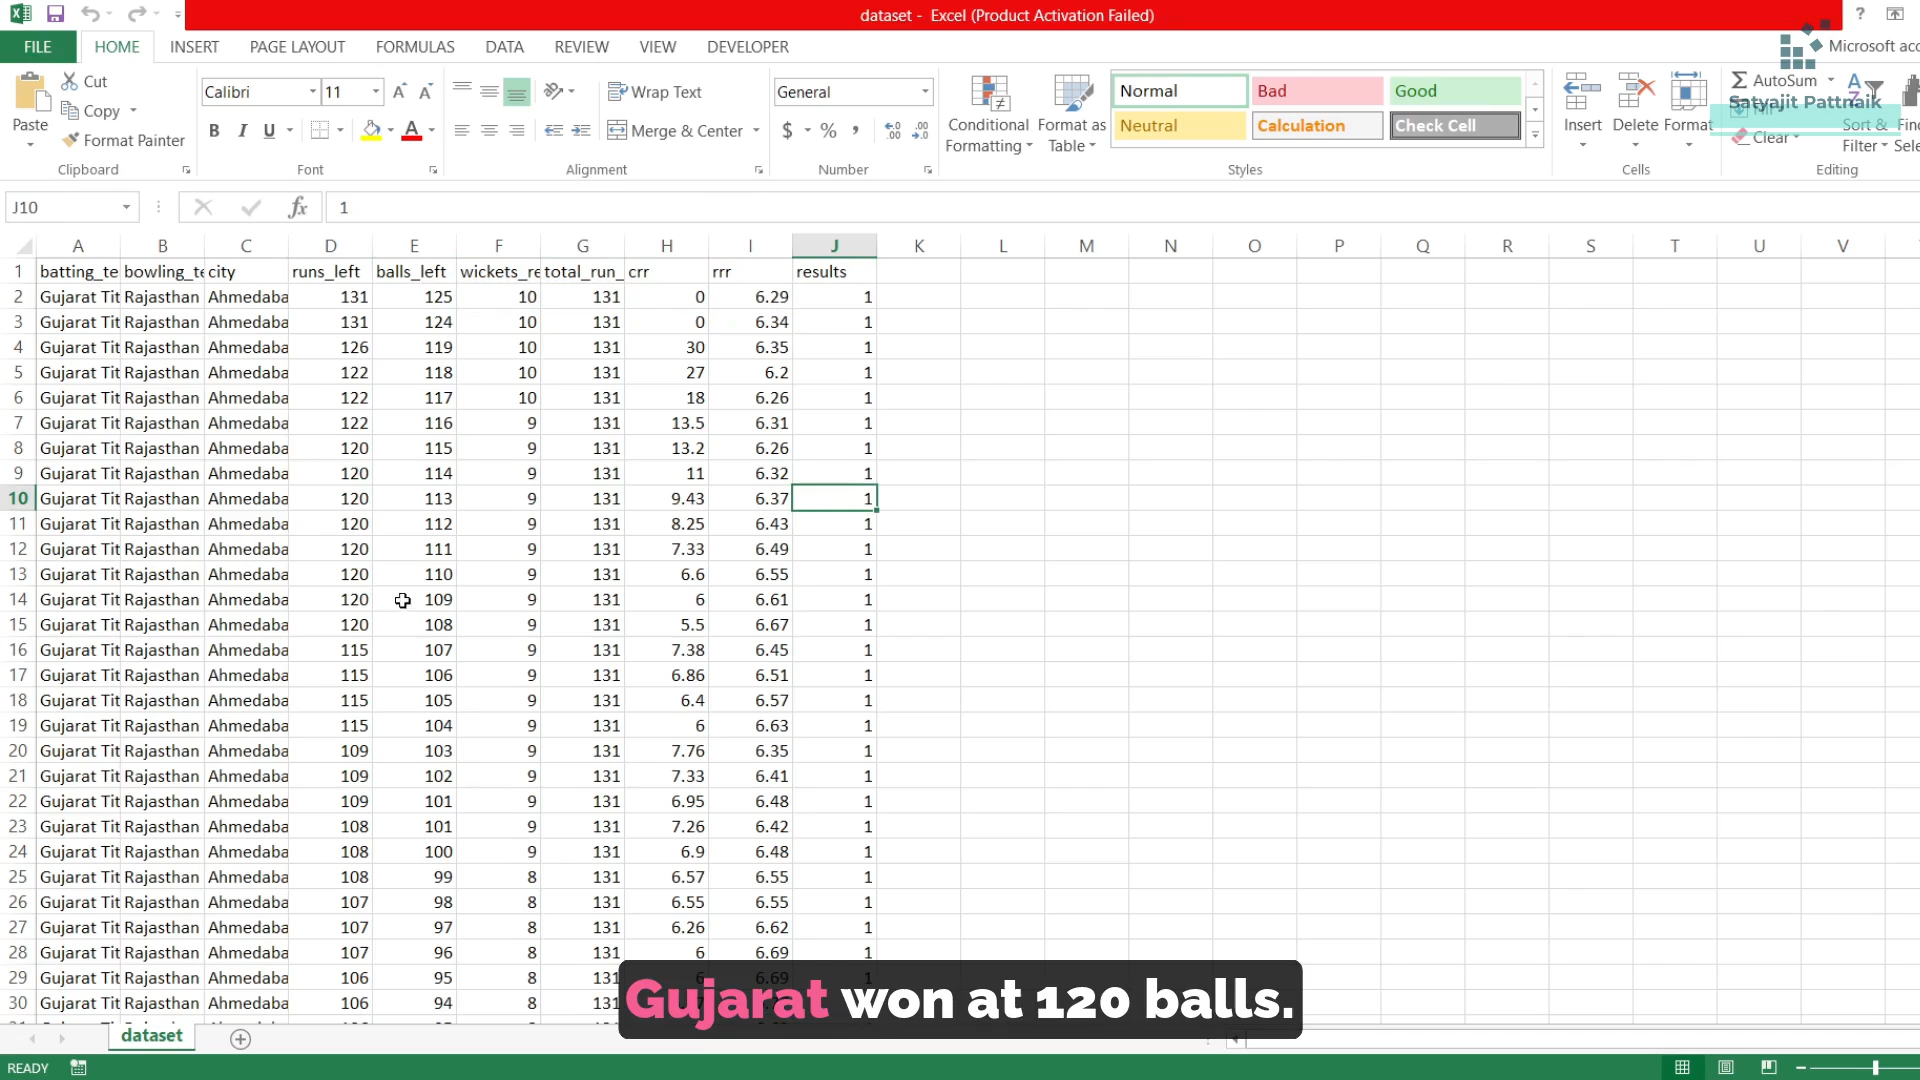 dataset - Excel (Product Activation Failed)
FILE HOME INSERT PAGE LAYOUT FORMULAS DATA REVIEW VIEW DEVELOPER Microsoft acc
Cut
Copy
Format Painter
Paste
Clipboard
Calibri 11
B I U
Font
Wrap Text
Merge & Center
Alignment
General
$ % ,
Number
Conditional Formatting
Format as Table
Normal Bad Good
Neutral Calculation Check Cell
Styles
Insert Delete Format
Cells
AutoSum
Satyajit Pattnaik
Clear
Sort & Filter
Editing
J10 fx 1
A B C D E F G H I J K L M N O P Q R S T U V
1 batting_te bowling_te city runs_left balls_left wickets_re total_run_ crr rrr results
2 Gujarat Tit Rajasthan Ahmedaba 131 125 10 131 0 6.29 1
3 Gujarat Tit Rajasthan Ahmedaba 131 124 10 131 0 6.34 1
4 Gujarat Tit Rajasthan Ahmedaba 126 119 10 131 30 6.35 1
5 Gujarat Tit Rajasthan Ahmedaba 122 118 10 131 27 6.2 1
6 Gujarat Tit Rajasthan Ahmedaba 122 117 10 131 18 6.26 1
7 Gujarat Tit Rajasthan Ahmedaba 122 116 9 131 13.5 6.31 1
8 Gujarat Tit Rajasthan Ahmedaba 120 115 9 131 13.2 6.26 1
9 Gujarat Tit Rajasthan Ahmedaba 120 114 9 131 11 6.32 1
10 Gujarat Tit Rajasthan Ahmedaba 120 113 9 131 9.43 6.37 1
11 Gujarat Tit Rajasthan Ahmedaba 120 112 9 131 8.25 6.43 1
12 Gujarat Tit Rajasthan Ahmedaba 120 111 9 131 7.33 6.49 1
13 Gujarat Tit Rajasthan Ahmedaba 120 110 9 131 6.6 6.55 1
14 Gujarat Tit Rajasthan Ahmedaba 120 109 9 131 6 6.61 1
15 Gujarat Tit Rajasthan Ahmedaba 120 108 9 131 5.5 6.67 1
16 Gujarat Tit Rajasthan Ahmedaba 115 107 9 131 7.38 6.45 1
17 Gujarat Tit Rajasthan Ahmedaba 115 106 9 131 6.86 6.51 1
18 Gujarat Tit Rajasthan Ahmedaba 115 105 9 131 6.4 6.57 1
19 Gujarat Tit Rajasthan Ahmedaba 115 104 9 131 6 6.63 1
20 Gujarat Tit Rajasthan Ahmedaba 109 103 9 131 7.76 6.35 1
21 Gujarat Tit Rajasthan Ahmedaba 109 102 9 131 7.33 6.41 1
22 Gujarat Tit Rajasthan Ahmedaba 109 101 9 131 6.95 6.48 1
23 Gujarat Tit Rajasthan Ahmedaba 108 101 9 131 7.26 6.42 1
24 Gujarat Tit Rajasthan Ahmedaba 108 100 9 131 6.9 6.48 1
25 Gujarat Tit Rajasthan Ahmedaba 108 99 8 131 6.57 6.55 1
26 Gujarat Tit Rajasthan Ahmedaba 107 98 8 131 6.55 6.55 1
27 Gujarat Tit Rajasthan Ahmedaba 107 97 8 131 6.26 6.62 1
28 Gujarat Tit Rajasthan Ahmedaba 107 96 8 131 6 6.69 1
29 Gujarat Tit Rajasthan Ahmedaba 106 95 8 131 6 6.69 1
30 Gujarat Tit Rajasthan Ahmedaba 106 94 8 131
Gujarat won at 120 balls.
dataset
READY